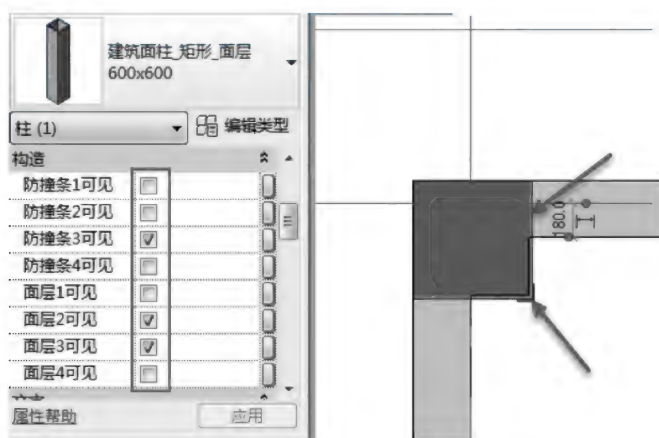 建筑面柱_矩形_面层
600x600
柱 (1)
编辑类型
构造
防撞条1可见
防撞条2可见
防撞条3可见
防撞条4可见
面层1可见
面层2可见
面层3可见
面层4可见
属性帮助
应用
180.0